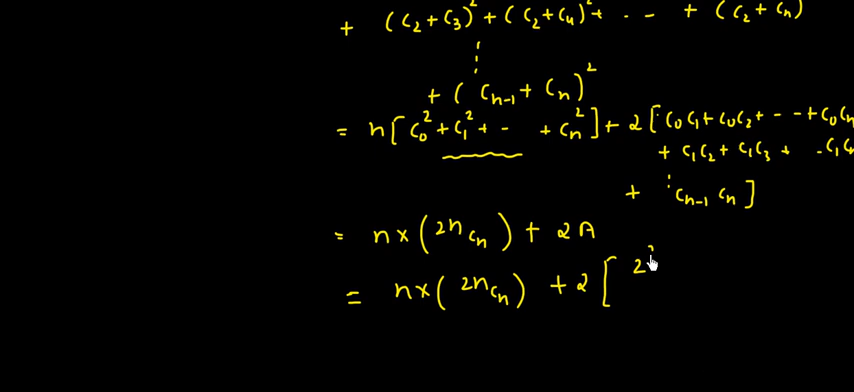 + (C₂+C₃)² + (C₂+C₄)² + - - + (C₂+Cₙ)
+ (Cₙ₋₁ + Cₙ)²
= n[C₀² + C₁² + - + Cₙ²] + 2[C₀C₁ + C₀C₂ + - - + C₀Cₙ
+ C₁C₂ + C₁C₃ + - C₁Cₙ
+ Cₙ₋₁ Cₙ]
= n×(2nCₙ) + 2A
= n×(2nCₙ) + 2[ 2